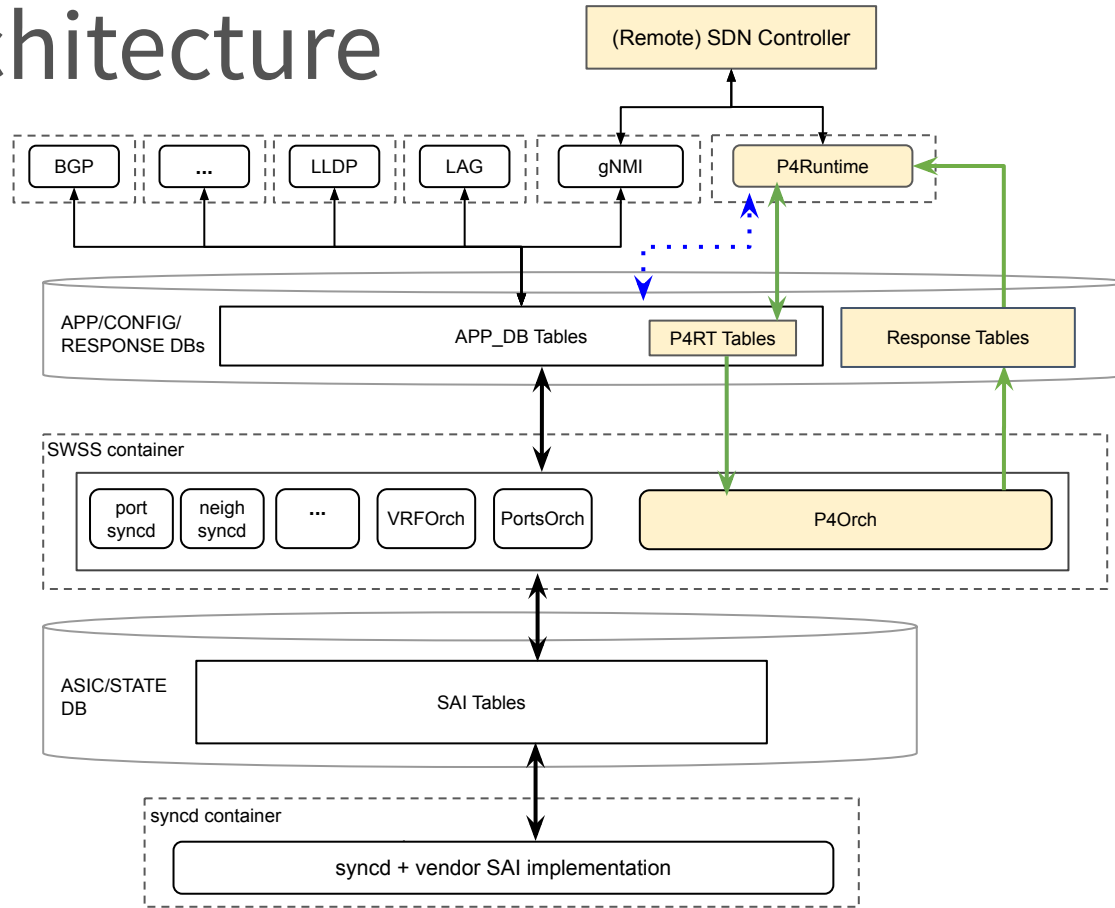 chitecture
(Remote) SDN Controller
BGP
...
LLDP
LAG
gNMI
P4Runtime
APP/CONFIG/
RESPONSE DBs
APP_DB Tables
P4RT Tables
Response Tables
SWSS container
port
syncd
neigh
syncd
...
VRFOrch
PortsOrch
P4Orch
ASIC/STATE
DB
SAI Tables
syncd container
syncd + vendor SAI implementation